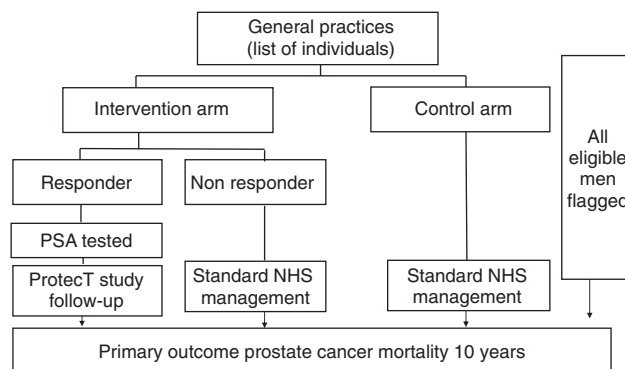 General practices
(list of individuals)
Intervention arm
Control arm
All
eligible
men
flagged
Responder
Non responder
PSA tested
ProtecT study
follow-up
Standard NHS
management
Standard NHS
management
Primary outcome prostate cancer mortality 10 years